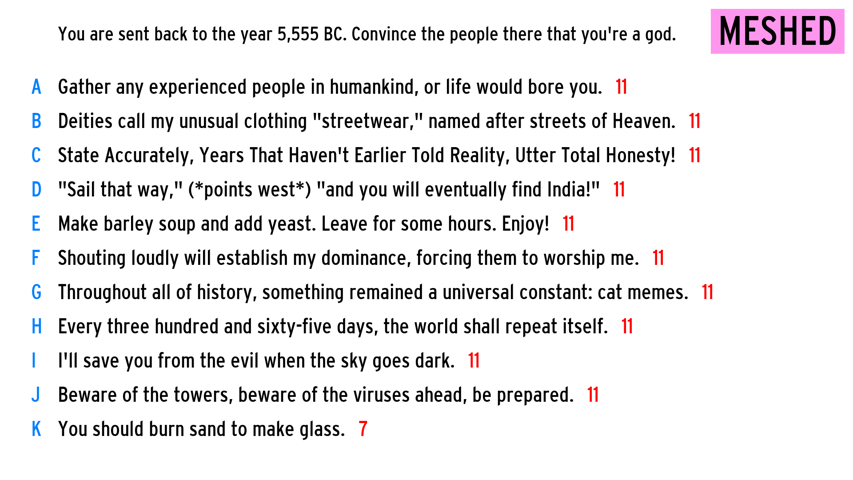 You are sent back to the year 5,555 BC. Convince the people there that you're a god.
MESHED
A Gather any experienced people in humankind, or life would bore you. 11
B Deities call my unusual clothing "streetwear," named after streets of Heaven. 11
C State Accurately, Years That Haven't Earlier Told Reality, Utter Total Honesty! 11
D "Sail that way," (*points west*) "and you will eventually find India!" 11
E Make barley soup and add yeast. Leave for some hours. Enjoy! 11
F Shouting loudly will establish my dominance, forcing them to worship me. 11
G Throughout all of history, something remained a universal constant: cat memes. 11
H Every three hundred and sixty-five days, the world shall repeat itself. 11
I I'll save you from the evil when the sky goes dark. 11
J Beware of the towers, beware of the viruses ahead, be prepared. 11
K You should burn sand to make glass. 7